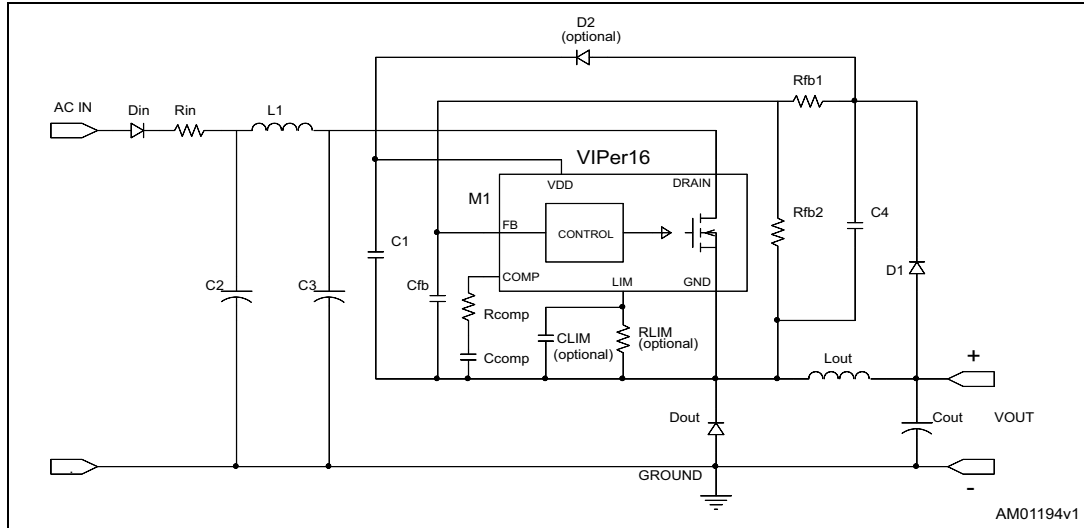 D2
(optional)
Rfb1
AC IN
Din
Rin
L1
VIPer16
VDD
DRAIN
M1
FB
CONTROL
Rfb2
C4
C1
D1
COMP
LIM
GND
C2
C3
Cfb
Rcomp
CLIM
(optional)
RLIM
(optional)
Ccomp
Lout
+
Dout
Cout
VOUT
GROUND
-
AM01194v1